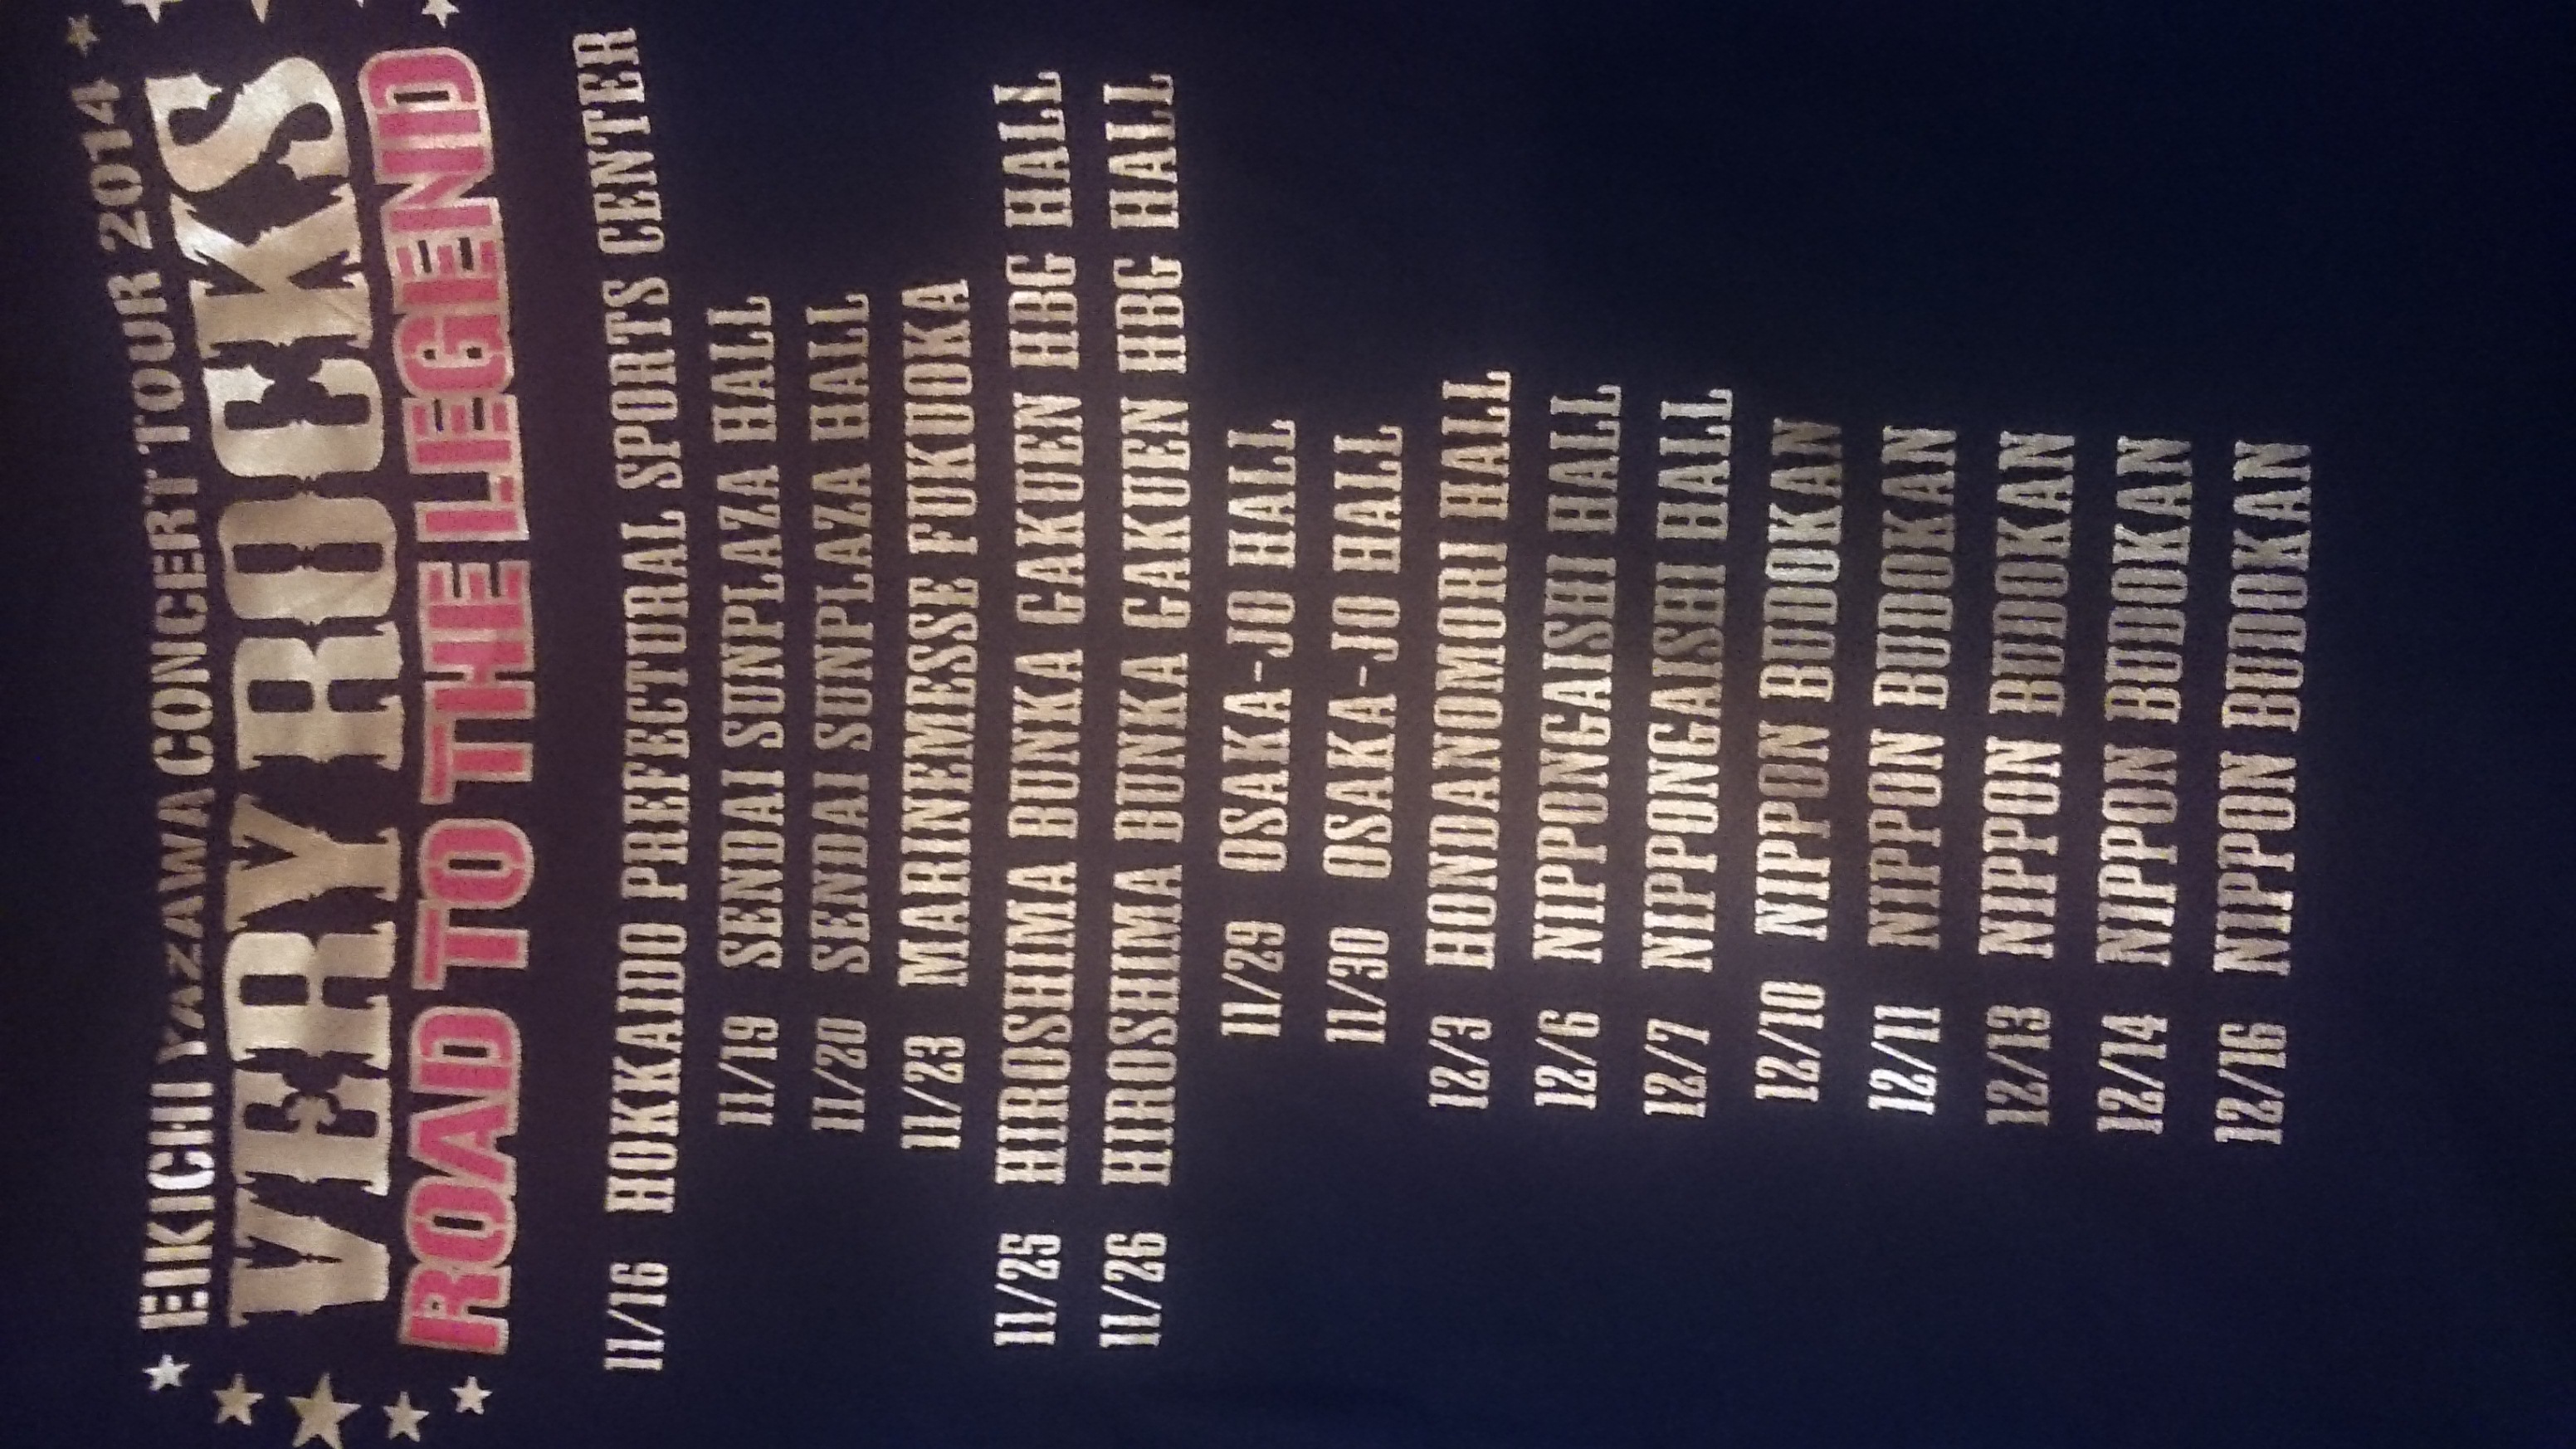 EIKICHI YAZAWA CONCERT TOUR 2014
VERY ROCKS
ROAD TO THE LEGEND
11/16 HOKKAIDO PREFECTURAL SPORTS CENTER
11/19 SENDAI SUNPLAZA HALL
11/20 SENDAI SUNPLAZA HALL
11/23 MARINEMESSE FUKUOKA
11/25 HIROSHIMA BUNKA GAKUEN HBG HALL
11/26 HIROSHIMA BUNKA GAKUEN HBG HALL
11/29 OSAKA-JO HALL
11/30 OSAKA-JO HALL
12/3 HONDANOMORI HALL
12/6 NIPPONGAISHI HALL
12/7 NIPPONGAISHI HALL
12/10 NIPPON BUDOKAN
12/11 NIPPON BUDOKAN
12/13 NIPPON BUDOKAN
12/14 NIPPON BUDOKAN
12/16 NIPPON BUDOKAN